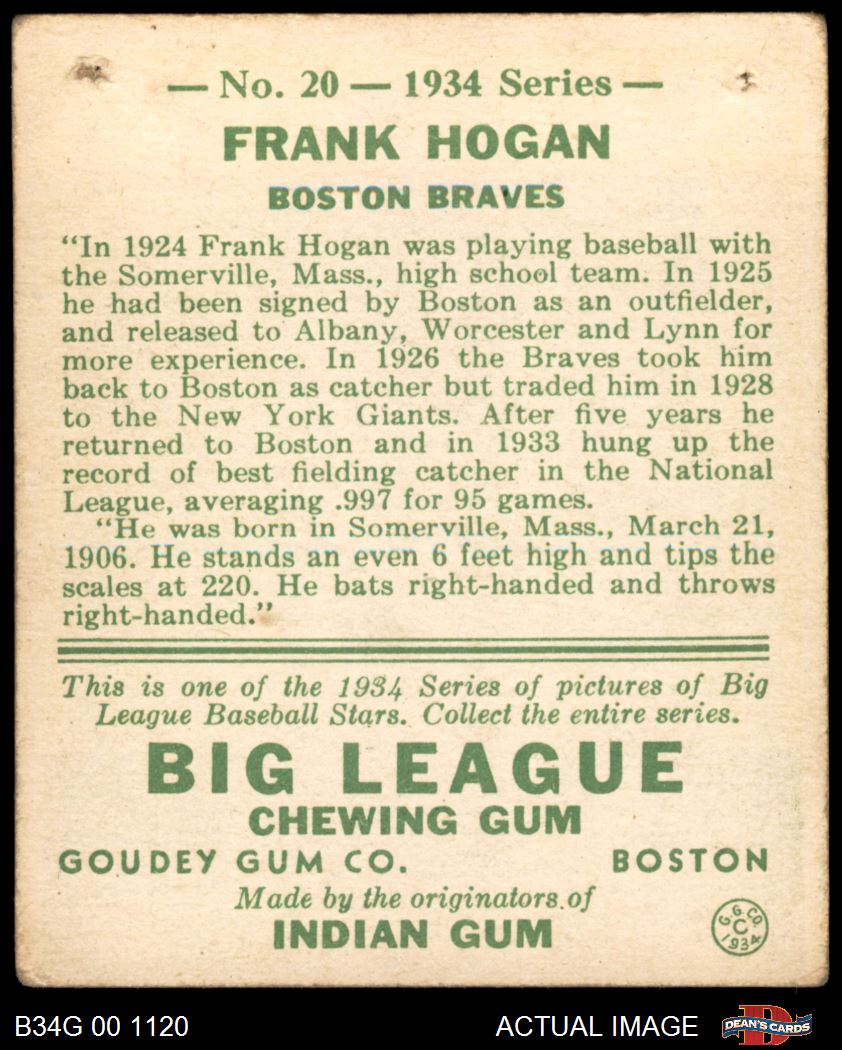 — No. 20 — 1934 Series —
FRANK HOGAN
BOSTON BRAVES
“In 1924 Frank Hogan was playing baseball with
the Somerville, Mass., high school team. In 1925
he had been signed by Boston as an outfielder,
and released to Albany, Worcester and Lynn for
more experience. In 1926 the Braves took him
back to Boston as catcher but traded him in 1928
to the New York Giants. After five years he
returned to Boston and in 1933 hung up the
record of best fielding catcher in the National
League, averaging .997 for 95 games.
“He was born in Somerville, Mass., March 21,
1906. He stands an even 6 feet high and tips the
scales at 220. He bats right-handed and throws
right-handed.”
This is one of the 1934 Series of pictures of Big
League Baseball Stars. Collect the entire series.
BIG LEAGUE
CHEWING GUM
GOUDEY GUM CO. BOSTON
Made by the originators of
INDIAN GUM
G.G.CO
C
1934
B34G 00 1120 ACTUAL IMAGE D DEAN'S CARDS